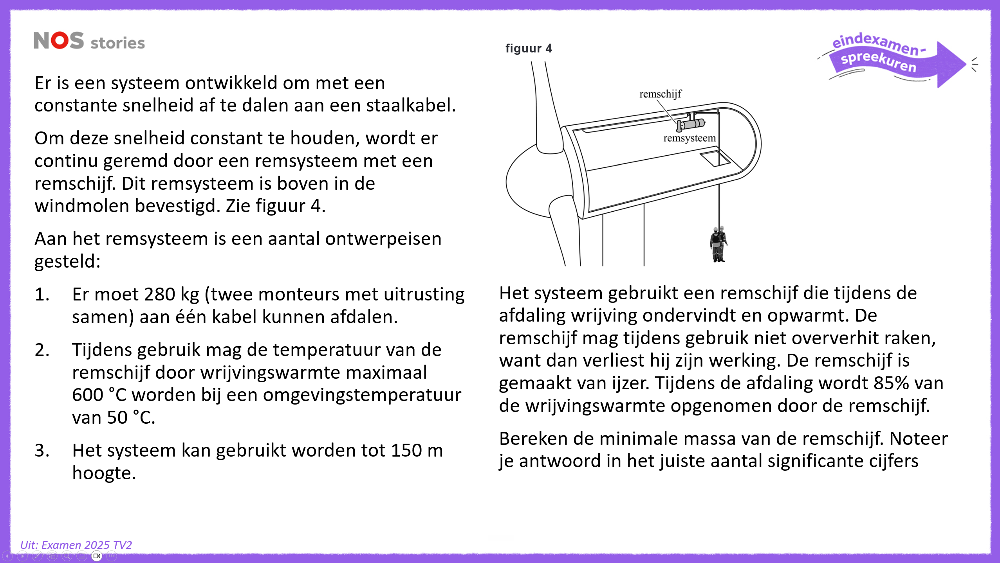 NOS stories
eindexamen-
spreekuren
Er is een systeem ontwikkeld om met een
constante snelheid af te dalen aan een staalkabel.
Om deze snelheid constant te houden, wordt er
continu geremd door een remsysteem met een
remschijf. Dit remsysteem is boven in de
windmolen bevestigd. Zie figuur 4.
Aan het remsysteem is een aantal ontwerpeisen
gesteld:
1. Er moet 280 kg (twee monteurs met uitrusting
samen) aan één kabel kunnen afdalen.
2. Tijdens gebruik mag de temperatuur van de
remschijf door wrijvingswarmte maximaal
600 °C worden bij een omgevingstemperatuur
van 50 °C.
3. Het systeem kan gebruikt worden tot 150 m
hoogte.
figuur 4
remschijf
remsysteem
Het systeem gebruikt een remschijf die tijdens de
afdaling wrijving ondervindt en opwarmt. De
remschijf mag tijdens gebruik niet oververhit raken,
want dan verliest hij zijn werking. De remschijf is
gemaakt van ijzer. Tijdens de afdaling wordt 85% van
de wrijvingswarmte opgenomen door de remschijf.
Bereken de minimale massa van de remschijf. Noteer
je antwoord in het juiste aantal significante cijfers
Uit: Examen 2025 TV2